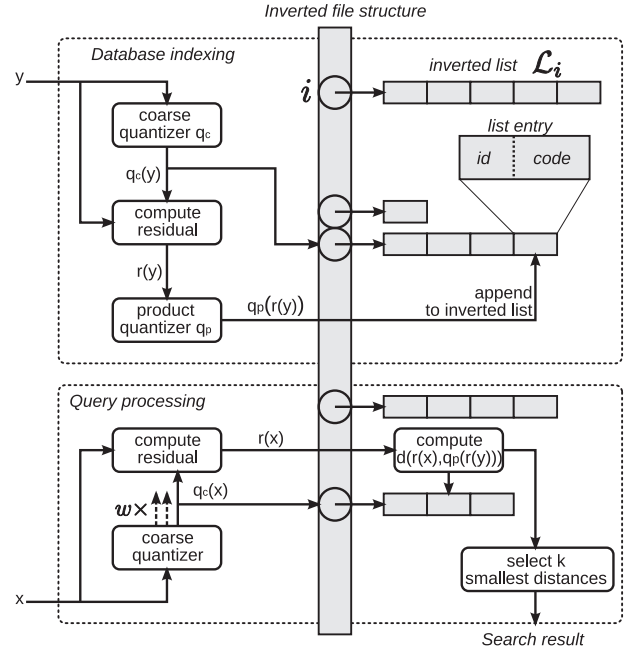 Inverted file structure
Database indexing
y
i
inverted list 𝓛i
coarse
quantizer qc
list entry
id code
qc(y)
compute
residual
r(y)
append
to inverted list
product
quantizer qp
qp(r(y))
Query processing
compute
residual
r(x)
compute
d(r(x),qp(r(y)))
qc(x)
w×
coarse
quantizer
select k
smallest distances
x
Search result